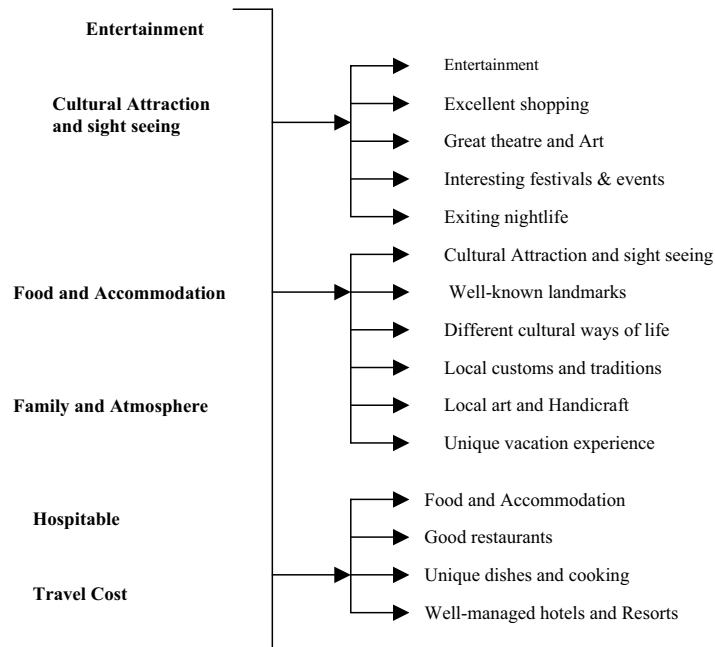 Entertainment
Cultural Attraction
and sight seeing
Food and Accommodation
Family and Atmosphere
Hospitable
Travel Cost
Entertainment
Excellent shopping
Great theatre and Art
Interesting festivals & events
Exiting nightlife
Cultural Attraction and sight seeing
Well-known landmarks
Different cultural ways of life
Local customs and traditions
Local art and Handicraft
Unique vacation experience
Food and Accommodation
Good restaurants
Unique dishes and cooking
Well-managed hotels and Resorts